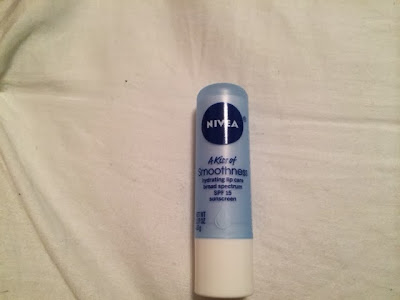 NIVEA
A Kiss of
Smoothness
hydrating lip care
broad spectrum
SPF 15
sunscreen